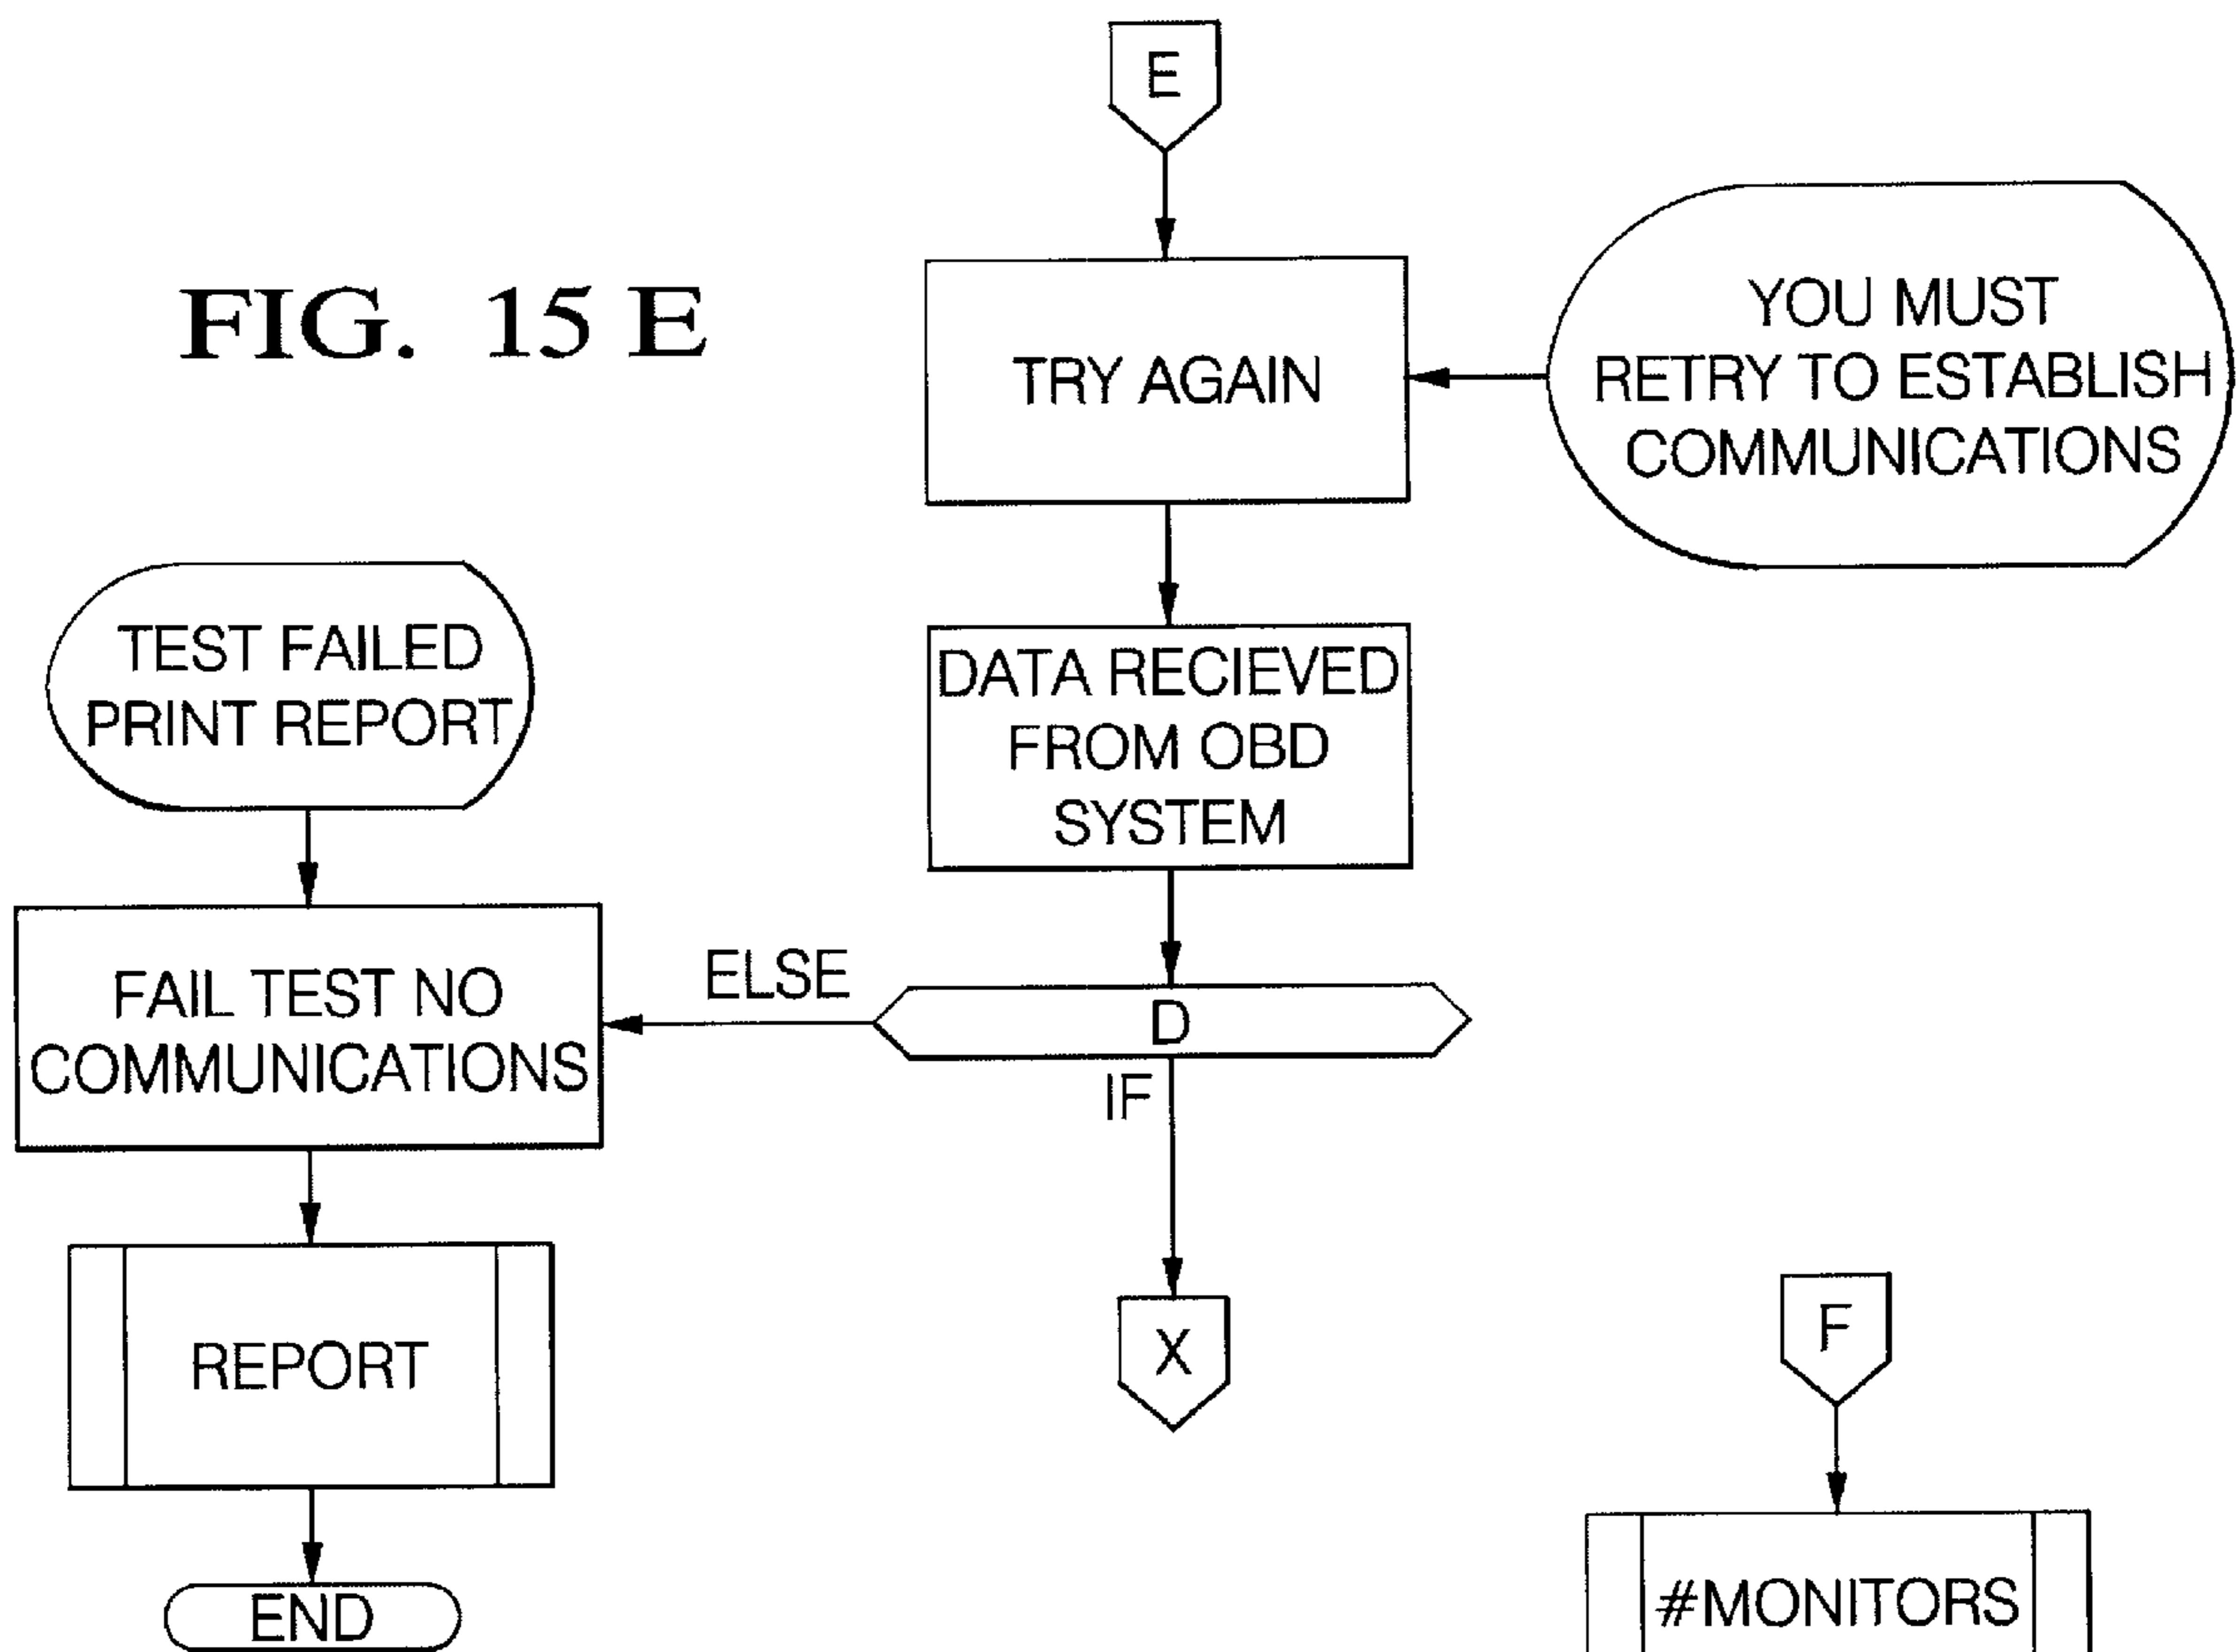 E
FIG. 15 E
YOU MUST
RETRY TO ESTABLISH
COMMUNICATIONS
TRY AGAIN
TEST FAILED
PRINT REPORT
DATA RECIEVED
FROM OBD
SYSTEM
FAIL TEST NO
COMMUNICATIONS
ELSE
D
IF
REPORT
X
F
END
#MONITORS